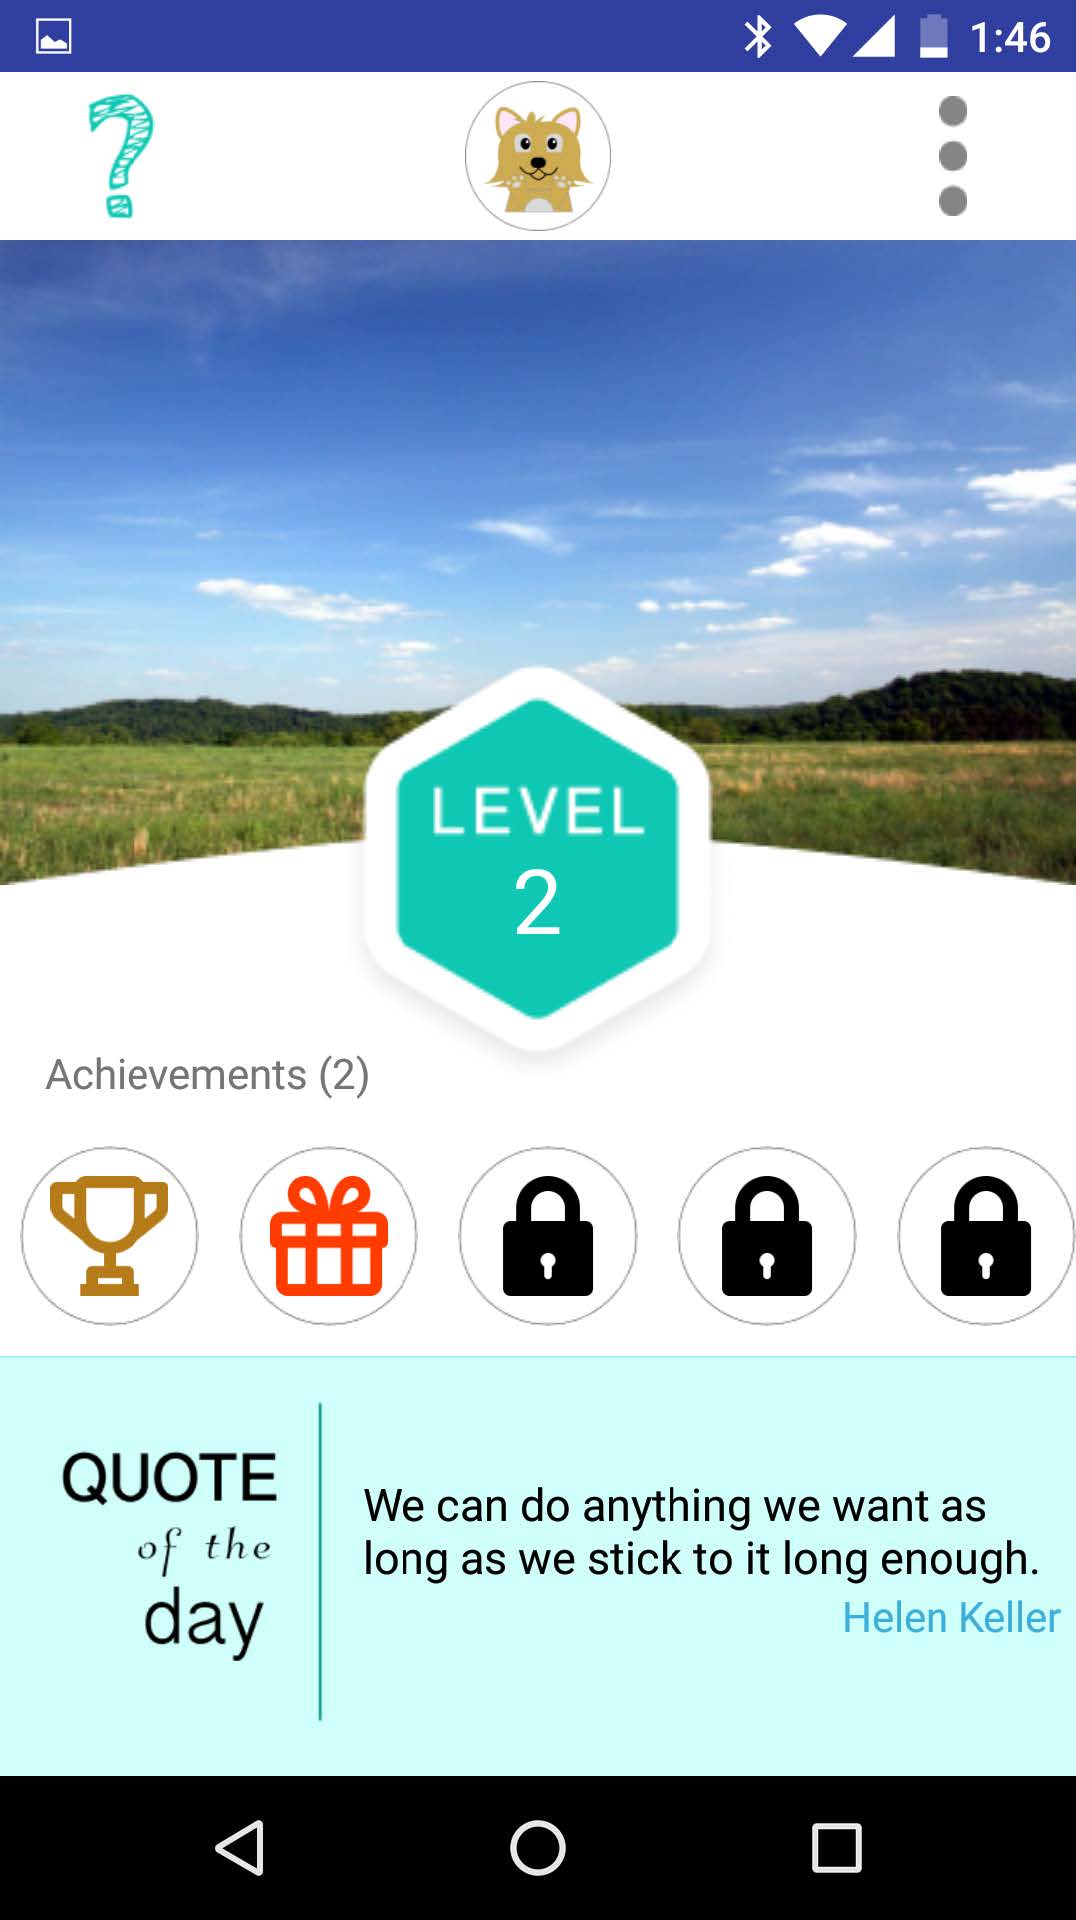 1:46
LEVEL
2
Achievements (2)
QUOTE
of the
day
We can do anything we want as
long as we stick to it long enough.
Helen Keller